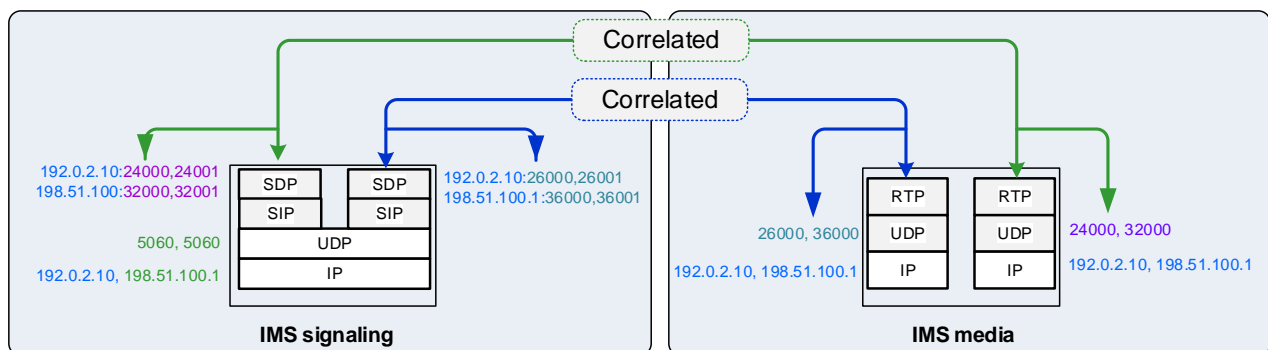 Correlated
Correlated
192.0.2.10:24000,24001
198.51.100:32000,32001
SDP
SDP
192.0.2.10:26000,26001
198.51.100.1:36000,36001
SIP
SIP
5060, 5060
UDP
192.0.2.10, 198.51.100.1
IP
IMS signaling
RTP
RTP
26000, 36000
UDP
UDP
24000, 32000
192.0.2.10, 198.51.100.1
IP
IP
192.0.2.10, 198.51.100.1
IMS media